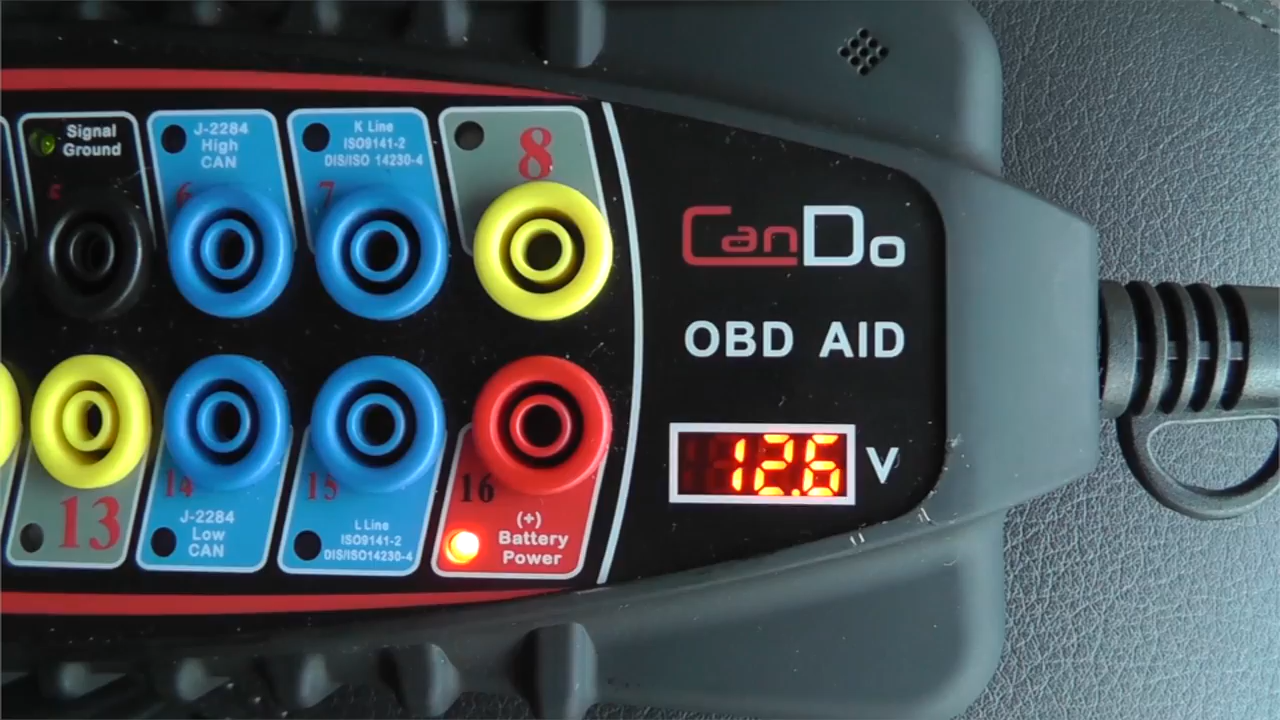 Signal
Ground
5
J-2284
High
CAN
6
K Line
ISO9141-2
DIS/ISO 14230-4
7
8
CanDo
OBD AID
12.6 V
13
14
J-2284
Low
CAN
15
L Line
ISO9141-2
DIS/ISO14230-4
16
(+)
Battery
Power